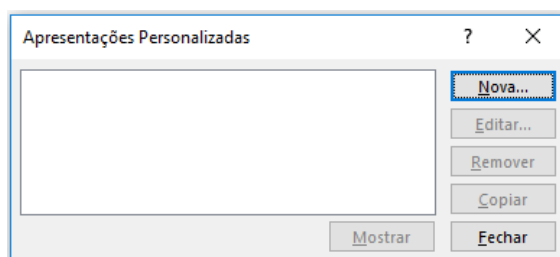 Apresentações Personalizadas ?
Nova...
Editar...
Remover
Copiar
Mostrar Fechar